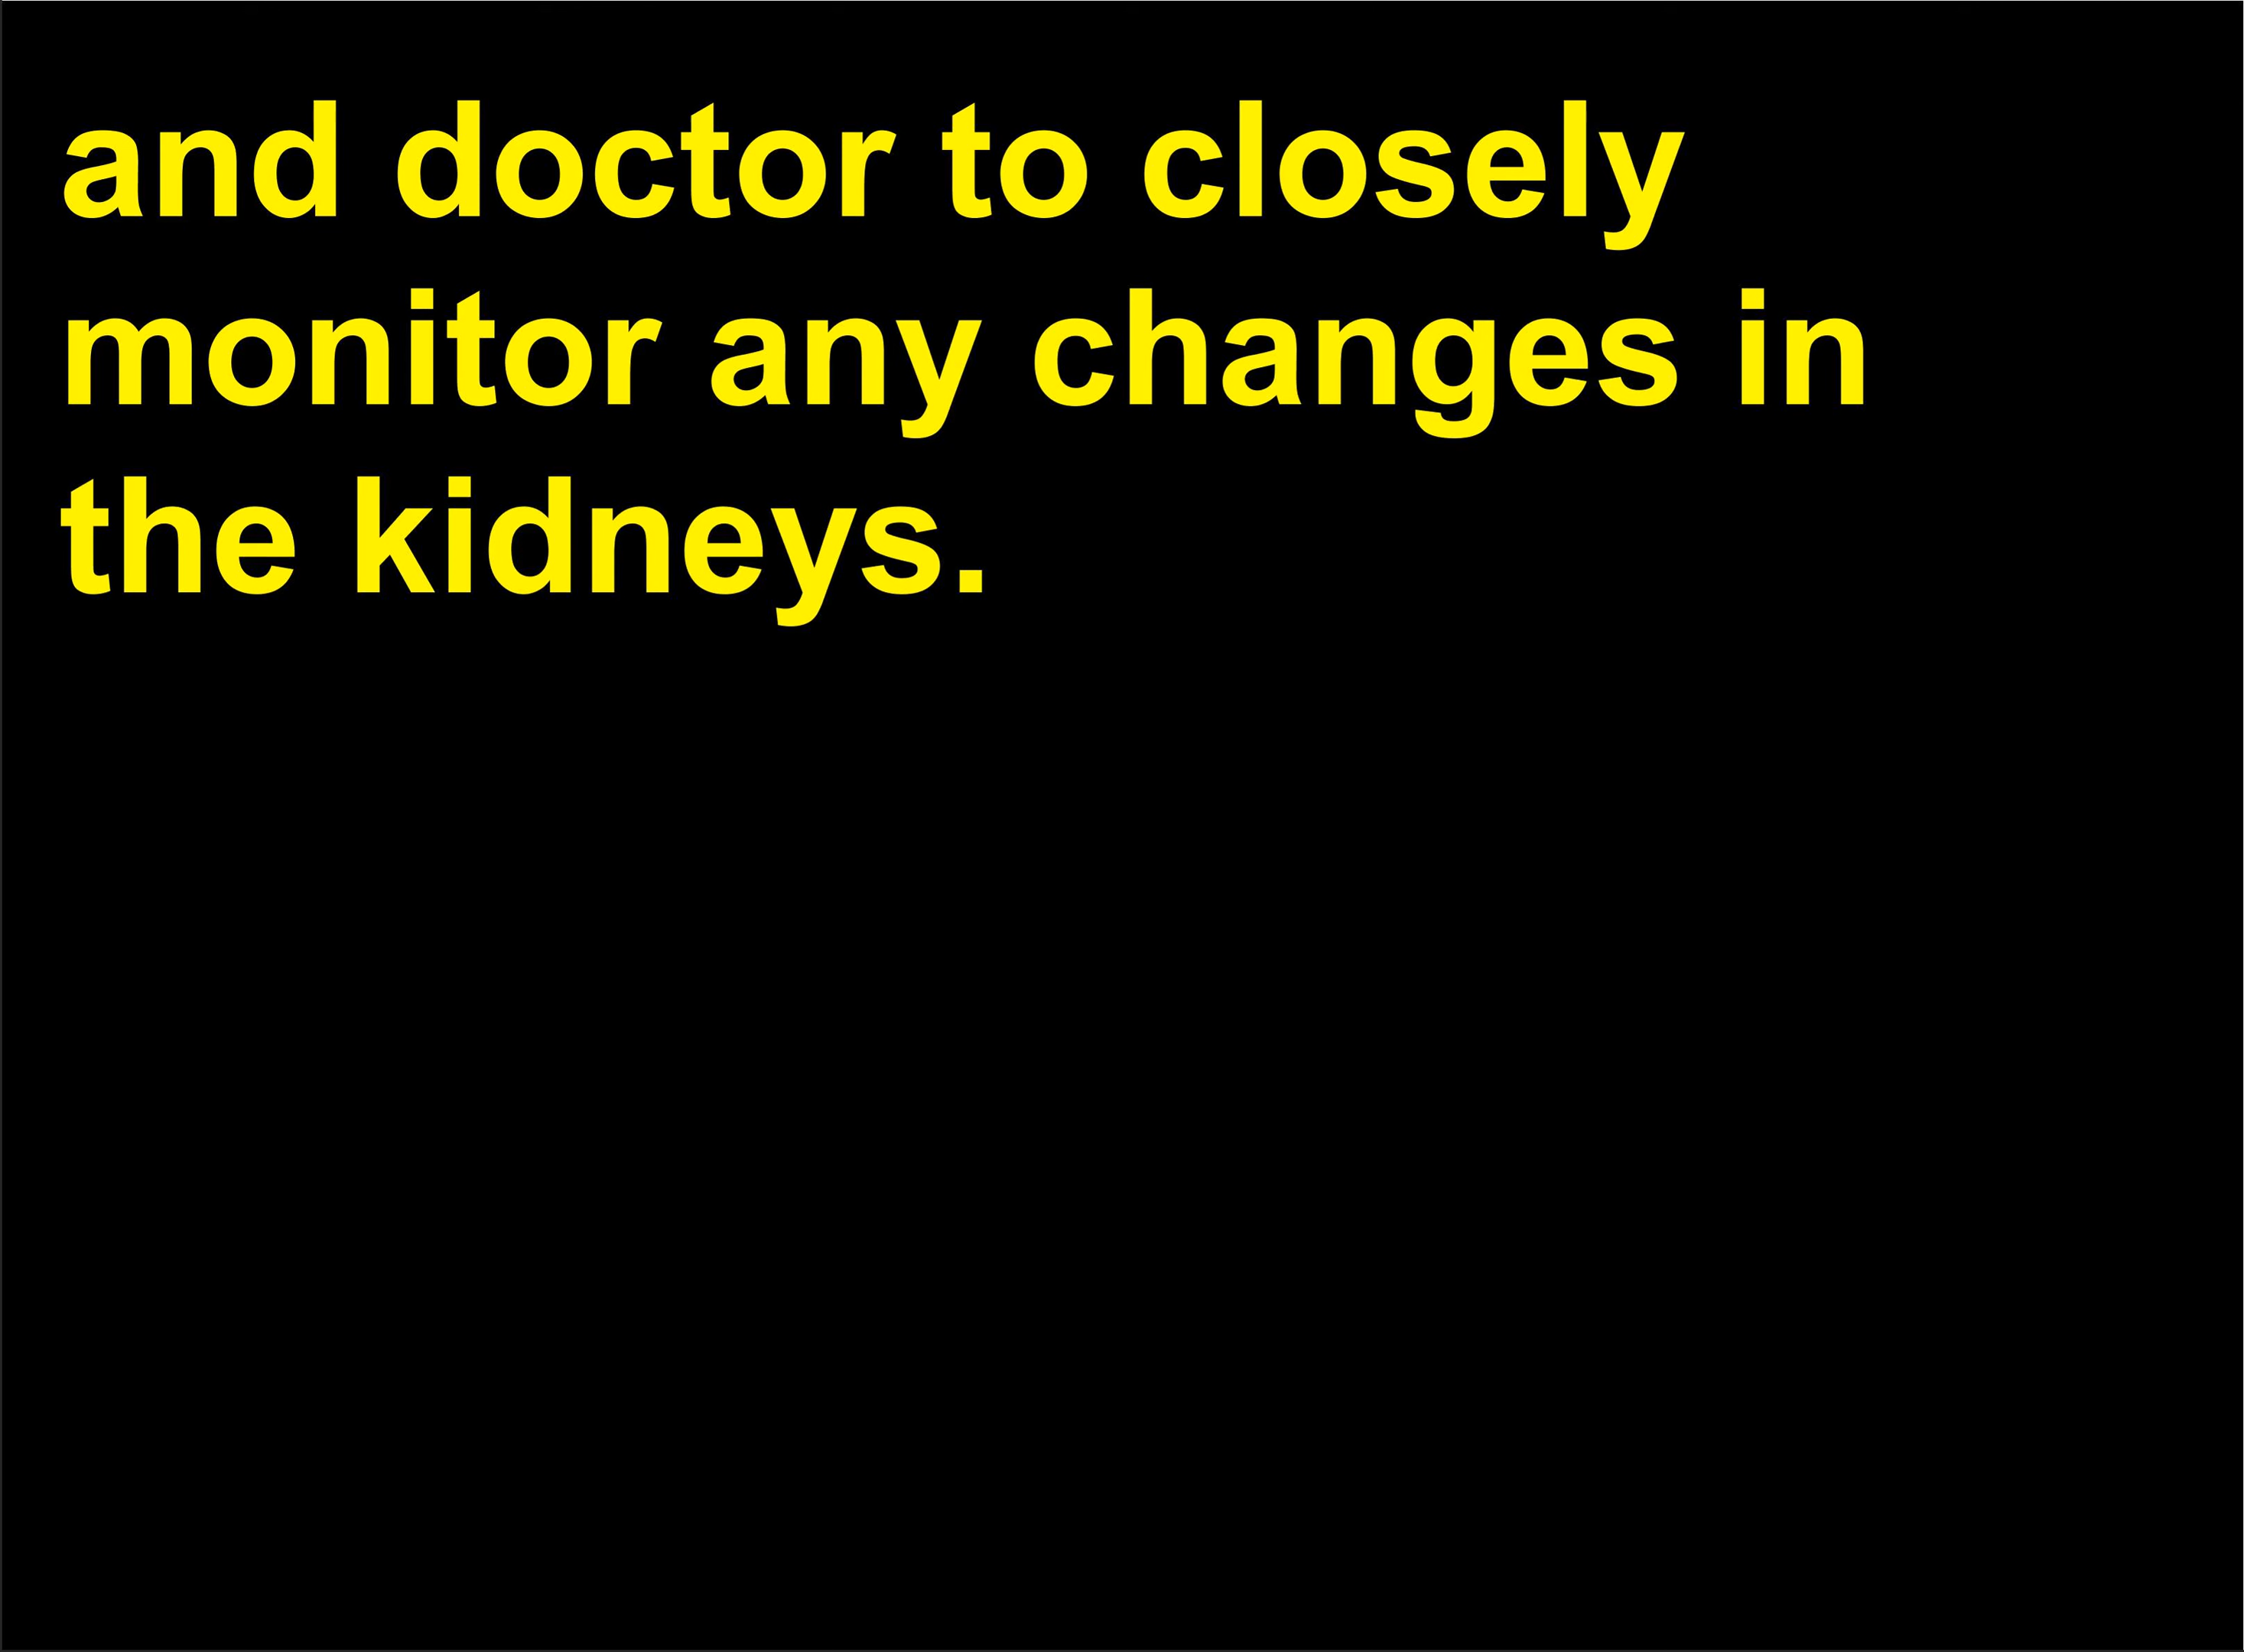 and doctor to closely
monitor any changes in
the kidneys.